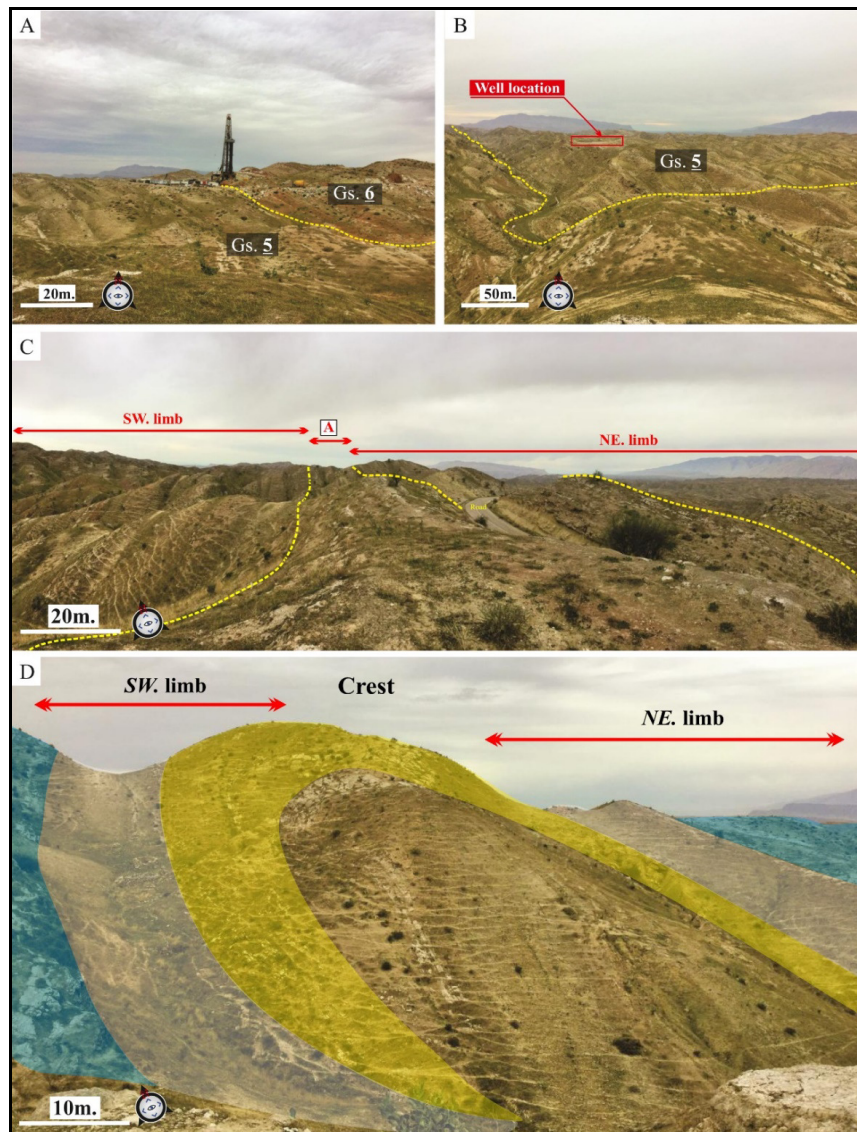 A
Gs. 6
Gs. 5
20m.
B
Well location
Gs. 5
50m.
C
SW. limb
A
NE. limb
Road
20m.
D
SW. limb
Crest
NE. limb
10m.